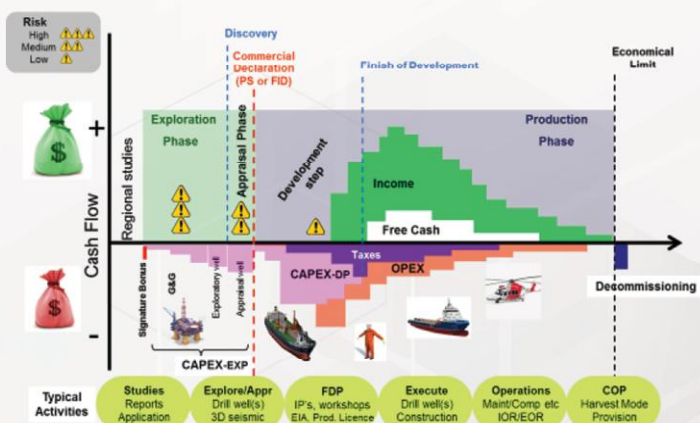 Risk
High
Medium
Low
Discovery
Commercial
Declaration
(PS or FID)
Finish of Development
Economical
Limit
Cash Flow
+
-
$
$
Regional studies
Exploration
Phase
Appraisal Phase
Development
step
Production
Phase
Income
Free Cash
Taxes
CAPEX-DP
OPEX
Signature Bonus
G&G
Exploratory well
Appraisal well
CAPEX-EXP
Decommissioning
Typical
Activities
Studies
Reports
Application
Explore/Appr
Drill well(s)
3D seismic
FDP
IP's, workshops
EIA, Prod. Licence
Execute
Drill well(s)
Construction
Operations
Maint/Comp etc
IOR/EOR
COP
Harvest Mode
Provision